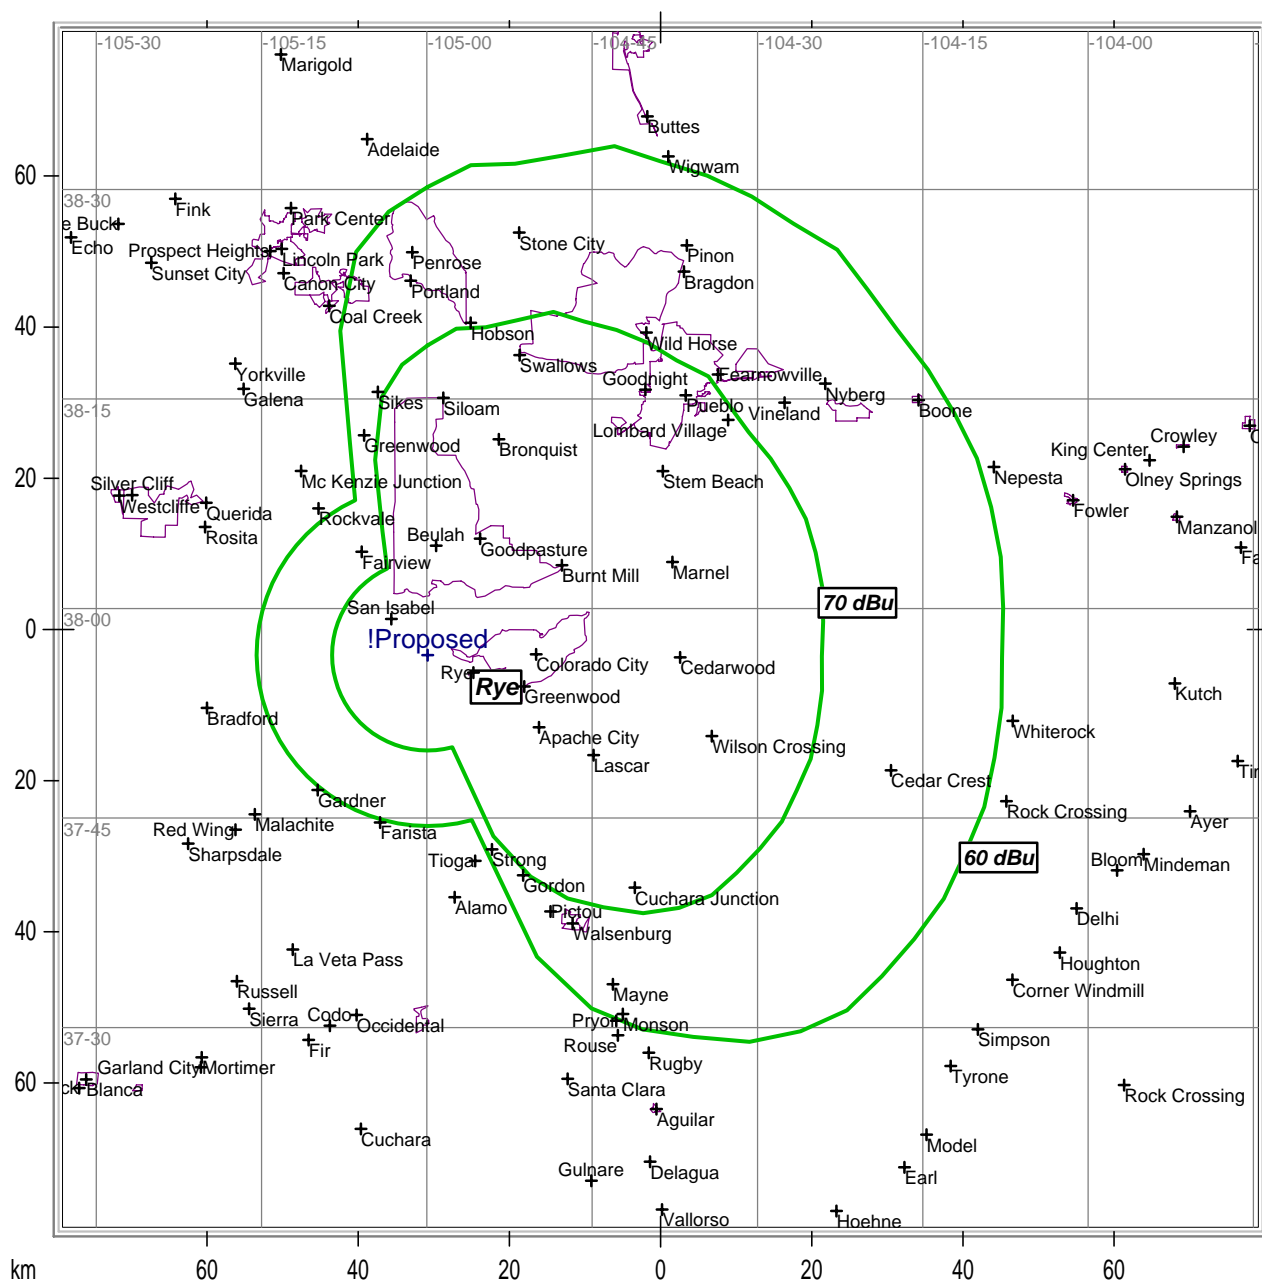 -105-30 -105-15 -105-00 -104-45 -104-30 -104-15 -104-00
Marigold
Buttes
Adelaide
Wigwam
60
38-30
Fink
Park Center
e Buck
Echo
Stone City
Prospect Heights
Lincoln Park
Penrose
Pinon
Sunset City
Canon City
Portland
Bragdon
Coal Creek
40
Hobson
Wild Horse
Swallows
Yorkville
Goodnight
Fearnowville
Galena
Sikes
Siloam
Pueblo
Vineland
Nyberg
Boone
38-15
Lombard Village
Greenwood
Bronquist
King Center
Crowley
20
Silver Cliff
Mc Kenzie Junction
Stem Beach
Nepesta
Olney Springs
Westcliffe
Querida
Rockvale
Fowler
Rosita
Manzanol
Beulah
Goodpasture
Fairview
Burnt Mill
Marnel
Fa
70 dBu
San Isabel
38-00
0
!Proposed
Rye
Colorado City
Cedarwood
Rye
Greenwood
Kutch
Bradford
Apache City
Wilson Crossing
Whiterock
Lascar
Cedar Crest
Tir
20
Gardner
Rock Crossing
Malachite
Farista
Ayer
37-45
Red Wing
Sharpsdale
Tioga
Strong
60 dBu
Bloom
Mindeman
Gordon
Cuchara Junction
Alamo
Pictou
Delhi
Walsenburg
40
La Veta Pass
Houghton
Russell
Mayne
Corner Windmill
Sierra
Codo
Occidental
Pryor
Monson
37-30
Fir
Rouse
Simpson
Garland City
Mortimer
Rugby
Tyrone
60
ck
Blanca
Santa Clara
Rock Crossing
Aguilar
Cuchara
Model
Gulnare
Delagua
Earl
Vallorso
Hoehne
km 60 40 20 0 20 40 60